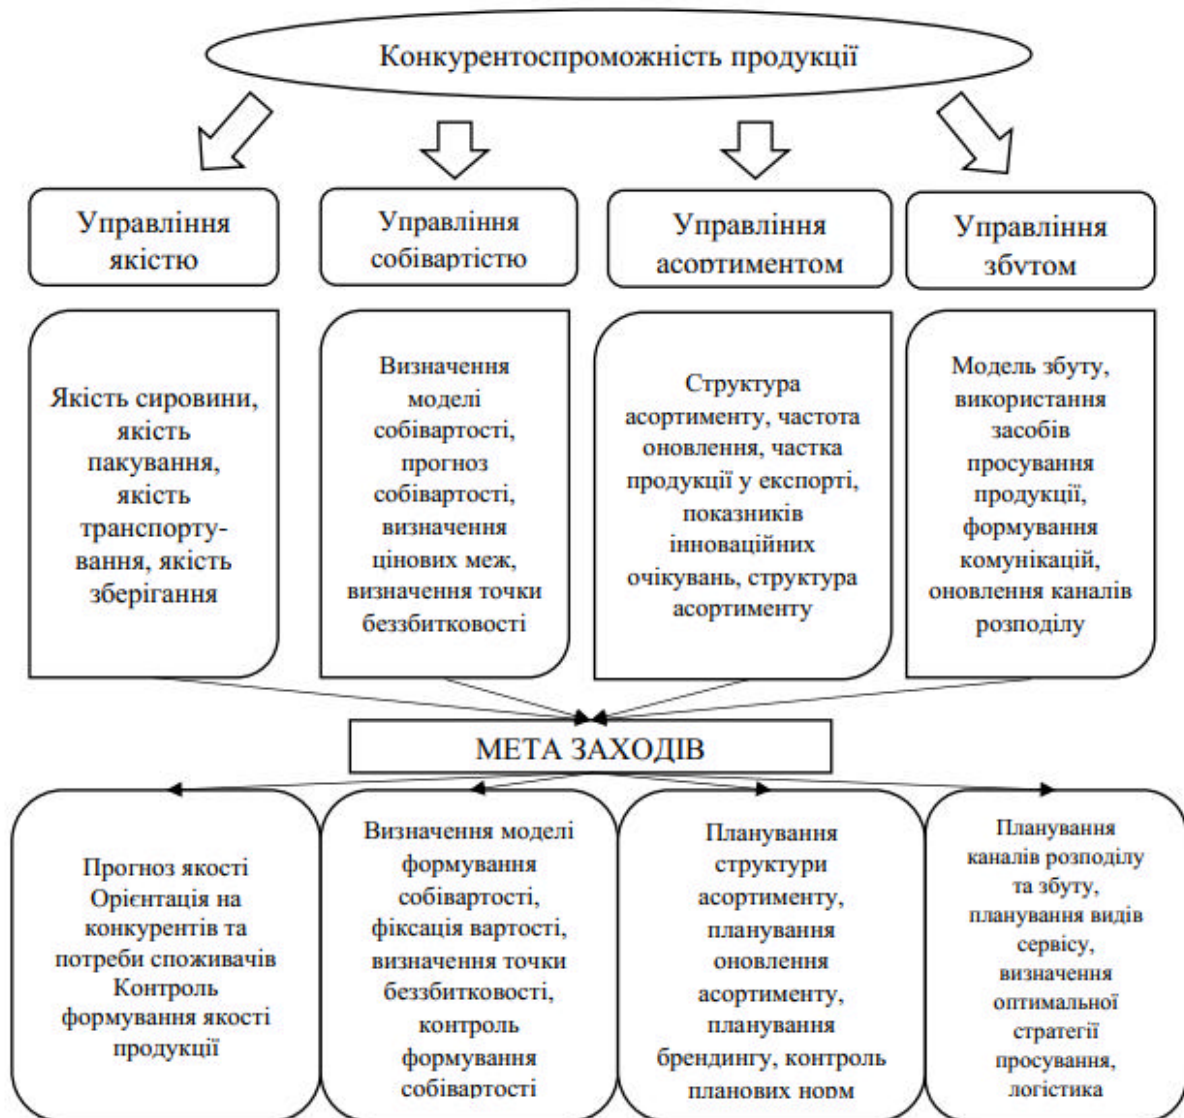 Конкурентоспроможність продукції
Управління
якістю
Управління
собівартістю
Управління
асортиментом
Управління
збутом
Якість сировини,
якість
пакування,
якість
транспорту-
вання, якість
зберігання
Визначення
моделі
собівартості,
прогноз
собівартості,
визначення
цінових меж,
визначення точки
беззбитковості
Структура
асортименту, частота
оновлення, частка
продукції у експорті,
показників
інноваційних
очікувань, структура
асортименту
Модель збуту,
використання
засобів
просування
продукції,
формування
комунікацій,
оновлення каналів
розподілу
МЕТА ЗАХОДІВ
Прогноз якості
Орієнтація на
конкурентів та
потреби споживачів
Контроль
формування якості
продукції
Визначення моделі
формування
собівартості,
фіксація вартості,
визначення точки
беззбитковості,
контроль
формування
собівартості
Планування
структури
асортименту,
планування
оновлення
асортименту,
планування
брендингу, контроль
планових норм
Планування
каналів розподілу
та збуту,
планування видів
сервісу,
визначення
оптимальної
стратегії
просування,
логістика